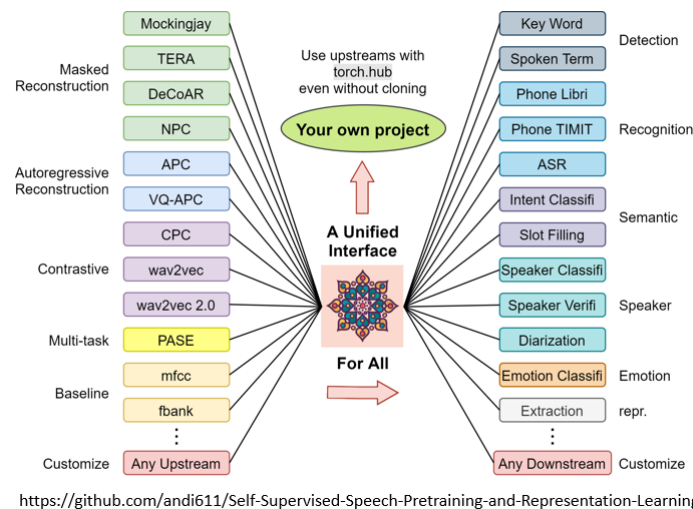 Masked
Reconstruction
Autoregressive
Reconstruction
Contrastive
Multi-task
Baseline
Customize
Mockingjay
TERA
DeCoAR
NPC
APC
VQ-APC
CPC
wav2vec
wav2vec 2.0
PASE
mfcc
fbank
Any Upstream
Use upstreams with
torch.hub
even without cloning
Your own project
A Unified
Interface
For All
Key Word
Spoken Term
Phone Libri
Phone TIMIT
ASR
Intent Classifi
Slot Filling
Speaker Classifi
Speaker Verifi
Diarization
Emotion Classifi
Extraction
Any Downstream
Detection
Recognition
Semantic
Speaker
Emotion
repr.
Customize
https://github.com/andi611/Self-Supervised-Speech-Pretraining-and-Representation-Learning